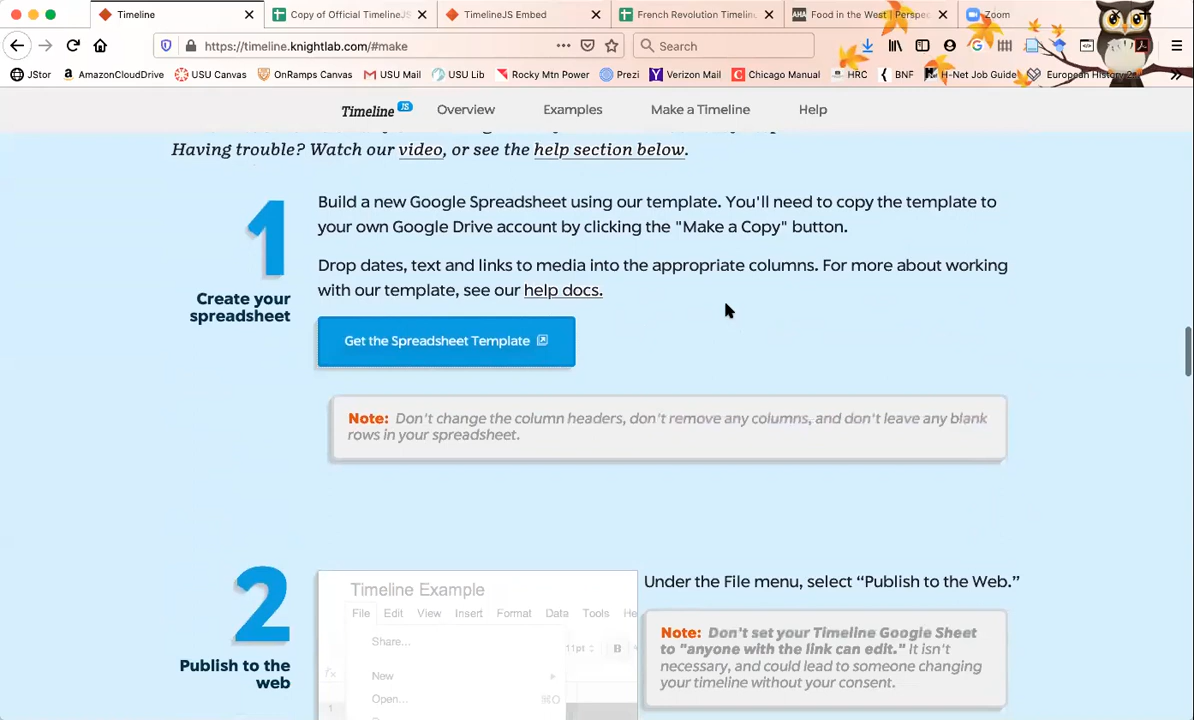 Timeline
Copy of Official TimelineJS
TimelineJS Embed
French Revolution Timeline
AHA Food in the West | Perspec
Zoom
https://timeline.knightlab.com/#make
Search
JStor
AmazonCloudDrive
USU Canvas
OnRamps Canvas
USU Mail
USU Lib
Rocky Mtn Power
Prezi
Verizon Mail
Chicago Manual
HRC
BNF
H-Net Job Guide
European History
Timeline JS
Overview
Examples
Make a Timeline
Help
Having trouble? Watch our video, or see the help section below.
1
Create your
spreadsheet
Build a new Google Spreadsheet using our template. You'll need to copy the template to
your own Google Drive account by clicking the "Make a Copy" button.
Drop dates, text and links to media into the appropriate columns. For more about working
with our template, see our help docs.
Get the Spreadsheet Template
Note: Don't change the column headers, don't remove any columns, and don't leave any blank
rows in your spreadsheet.
2
Publish to the
web
Timeline Example
File Edit View Insert Format Data Tools He
Share...
11pt B
New
fx
Open... ⌘O
1
Under the File menu, select “Publish to the Web.”
Note: Don't set your Timeline Google Sheet
to "anyone with the link can edit." It isn't
necessary, and could lead to someone changing
your timeline without your consent.